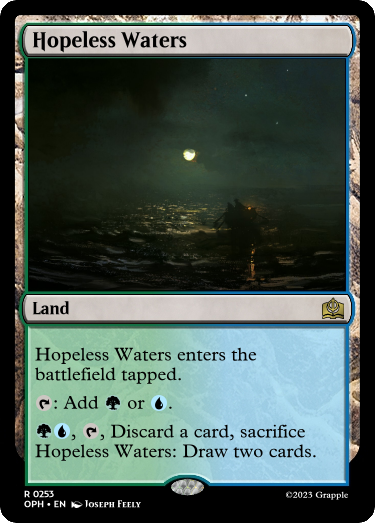 Hopeless Waters
Land
Hopeless Waters enters the
battlefield tapped.
: Add or .
, , Discard a card, sacrifice
Hopeless Waters: Draw two cards.
R 0253
OPH • EN Joseph Feely
©2023 Grapple